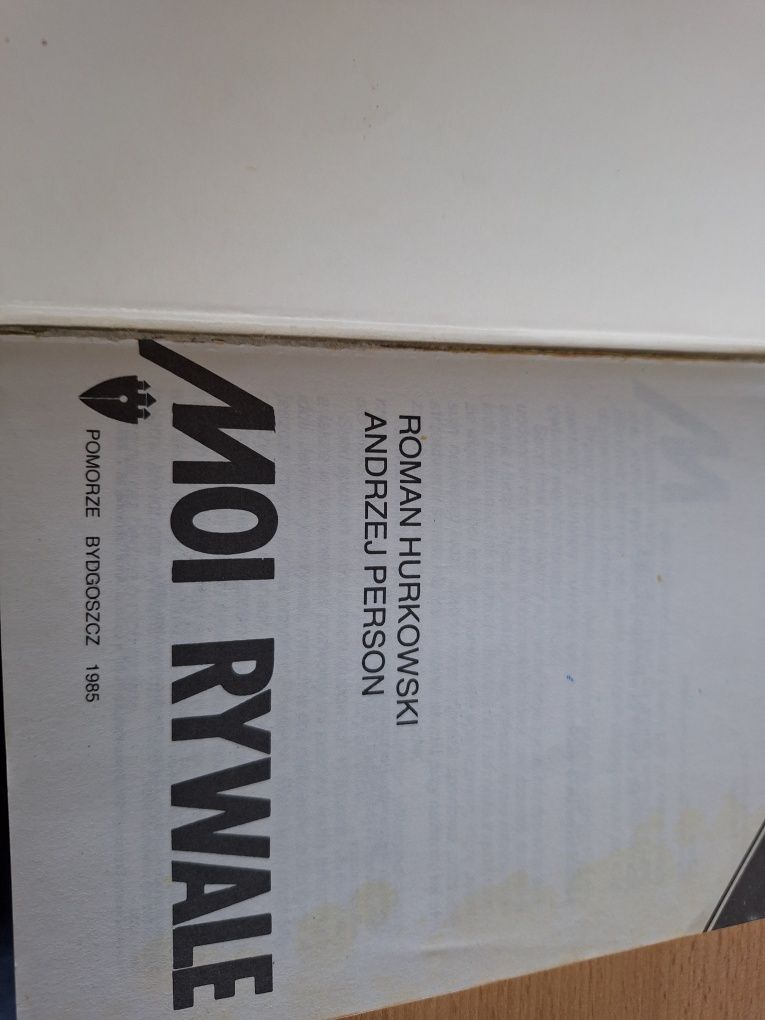 ROMAN HURKOWSKI
ANDRZEJ PERSON
MOI RYWALE
POMORZE BYDGOSZCZ 1985